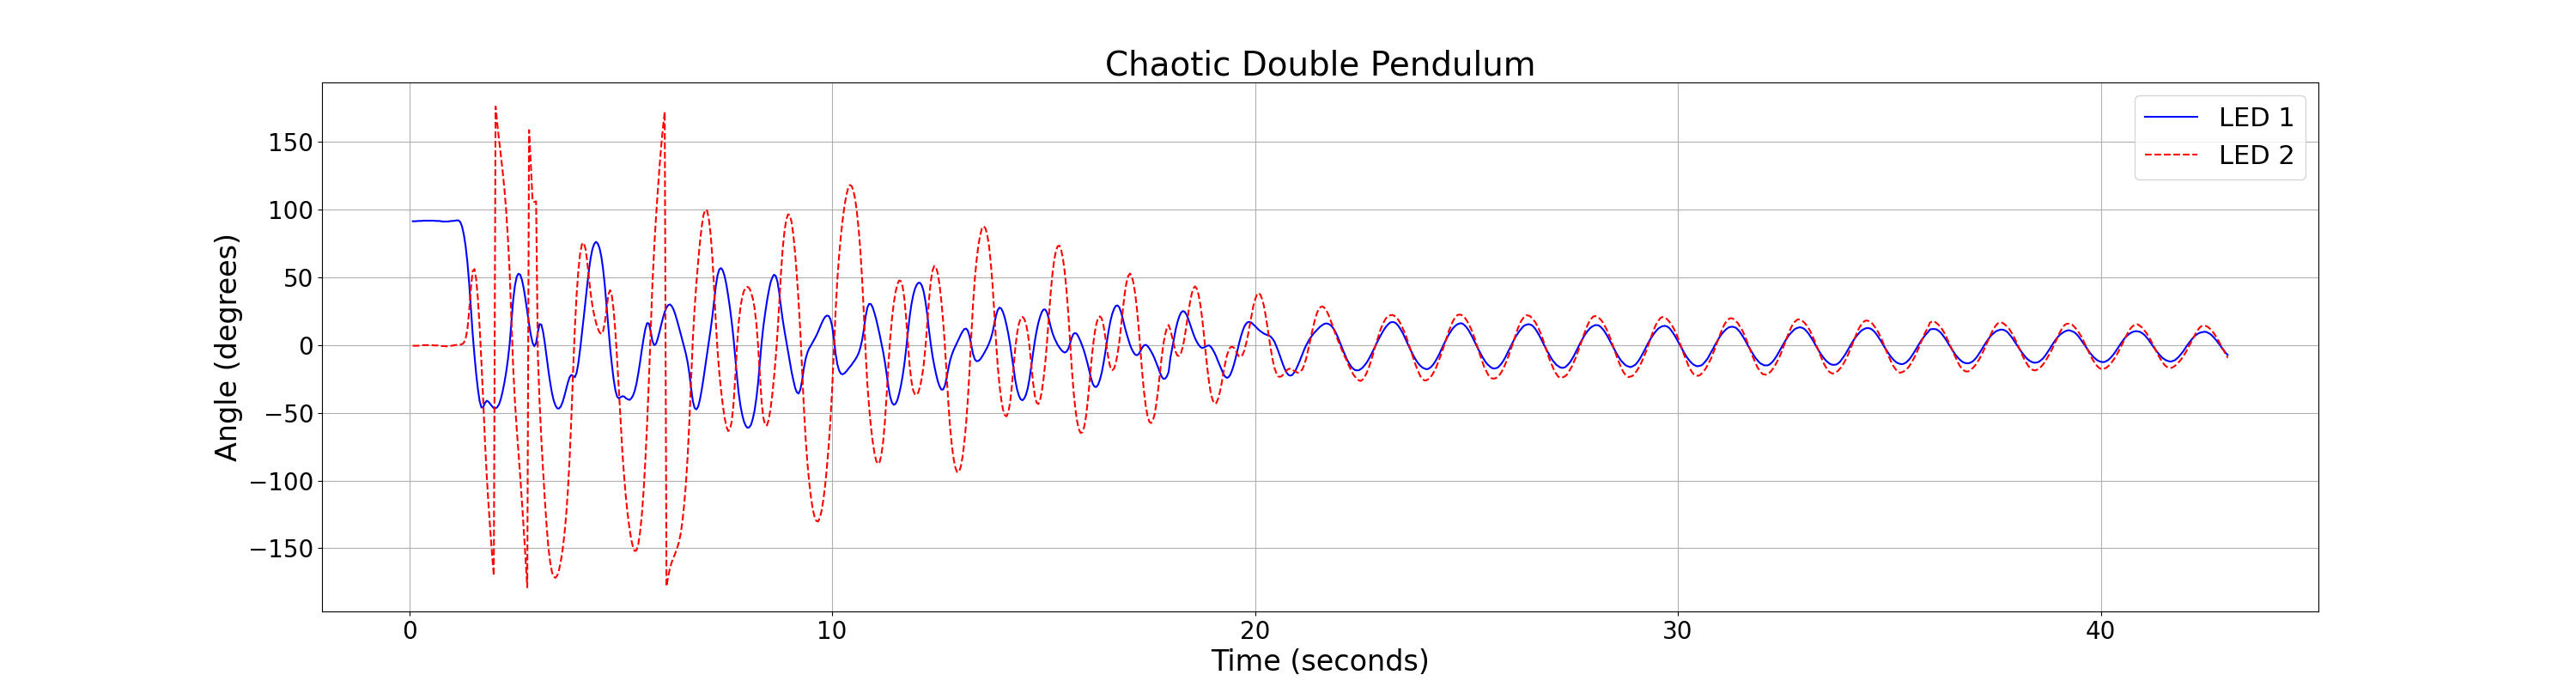 Chaotic Double Pendulum
LED 1
LED 2
Angle (degrees)
150
100
50
0
−50
−100
−150
0
10
20
30
40
Time (seconds)